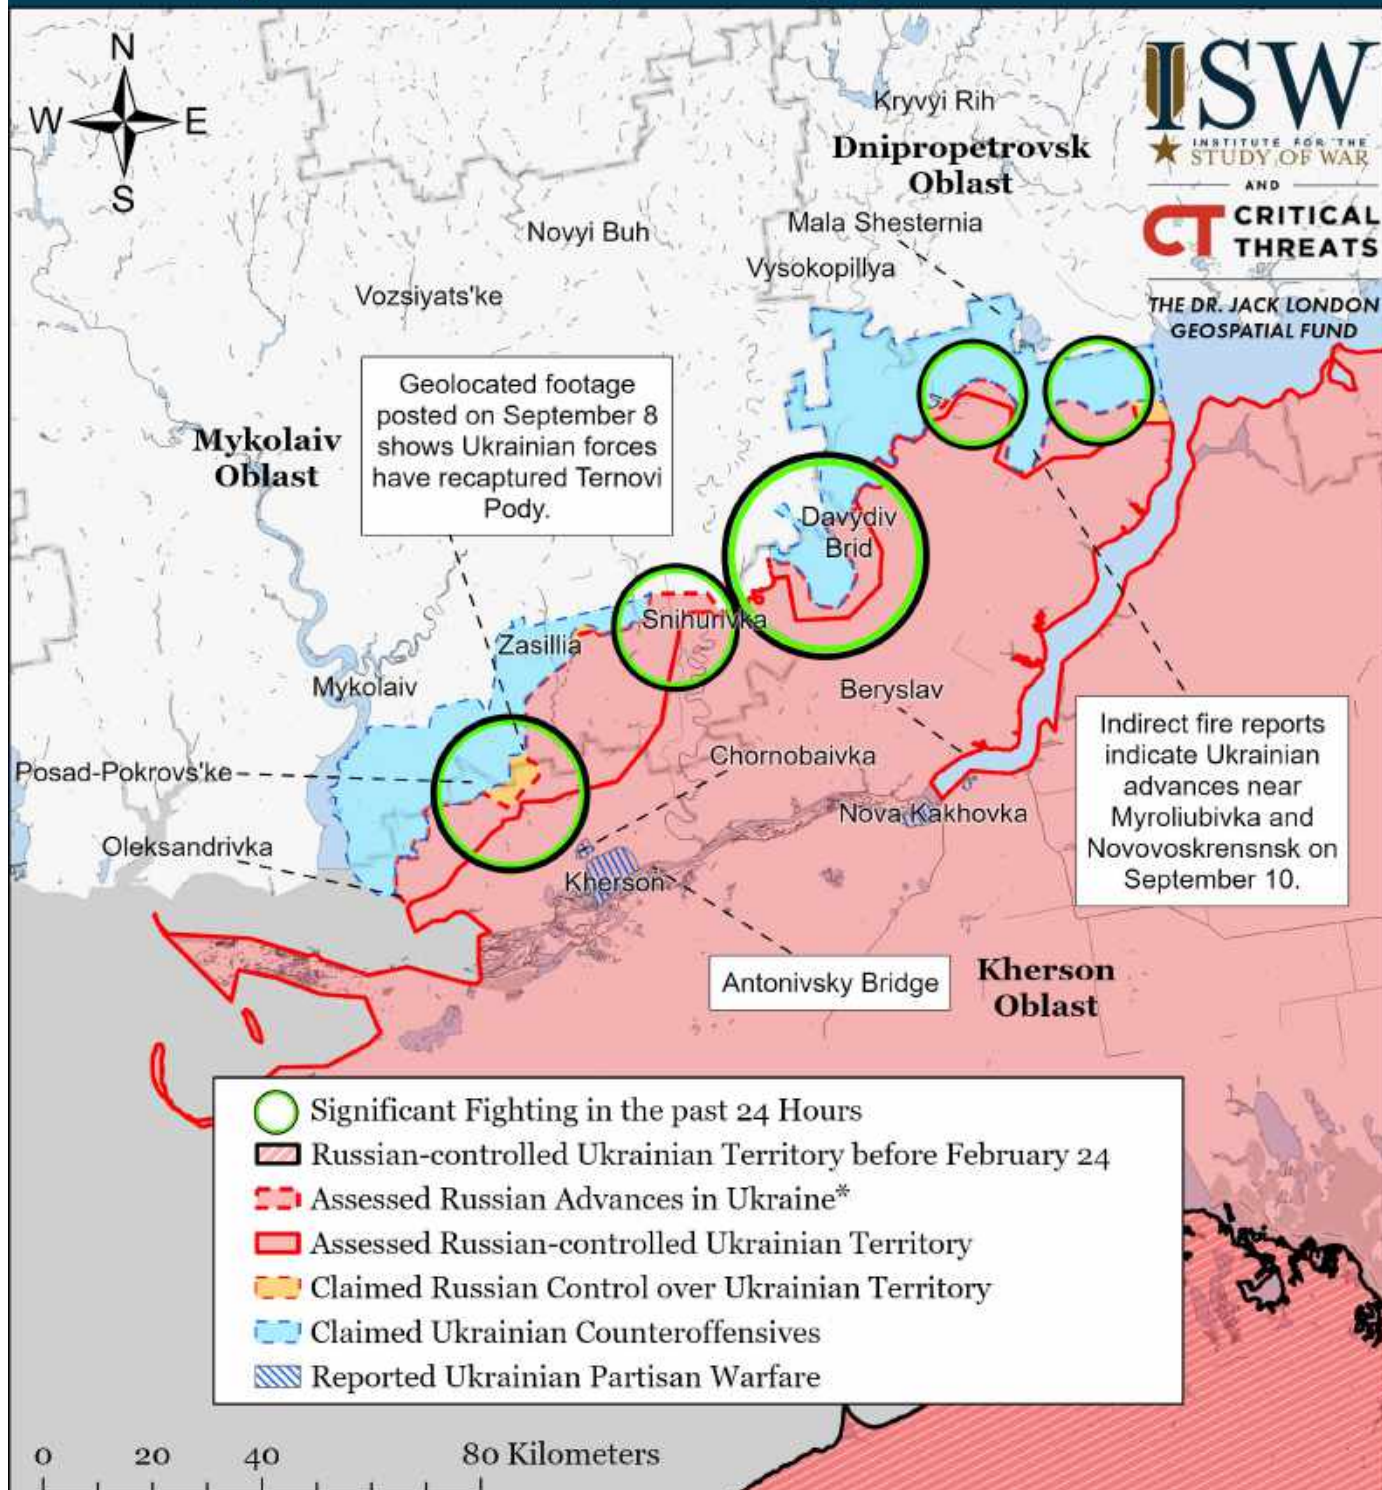 N
W E
S
ISW
INSTITUTE FOR THE
STUDY OF WAR
AND
CT CRITICAL
THREATS
THE DR. JACK LONDON
GEOSPATIAL FUND
Kryvyi Rih
Dnipropetrovsk
Oblast
Mala Shesternia
Novyi Buh
Vysokopillya
Vozsiyats'ke
Geolocated footage
posted on September 8
shows Ukrainian forces
have recaptured Ternovi
Pody.
Mykolaiv
Oblast
Davydiv
Brid
Snihurivka
Zasillia
Mykolaiv
Beryslav
Indirect fire reports
indicate Ukrainian
advances near
Myroliubivka and
Novovoskrensnsk on
September 10.
Chornobaivka
Posad-Pokrovs'ke
Nova Kakhovka
Oleksandrivka
Kherson
Antonivsky Bridge
Kherson
Oblast
Significant Fighting in the past 24 Hours
Russian-controlled Ukrainian Territory before February 24
Assessed Russian Advances in Ukraine*
Assessed Russian-controlled Ukrainian Territory
Claimed Russian Control over Ukrainian Territory
Claimed Ukrainian Counteroffensives
Reported Ukrainian Partisan Warfare
0 20 40 80 Kilometers